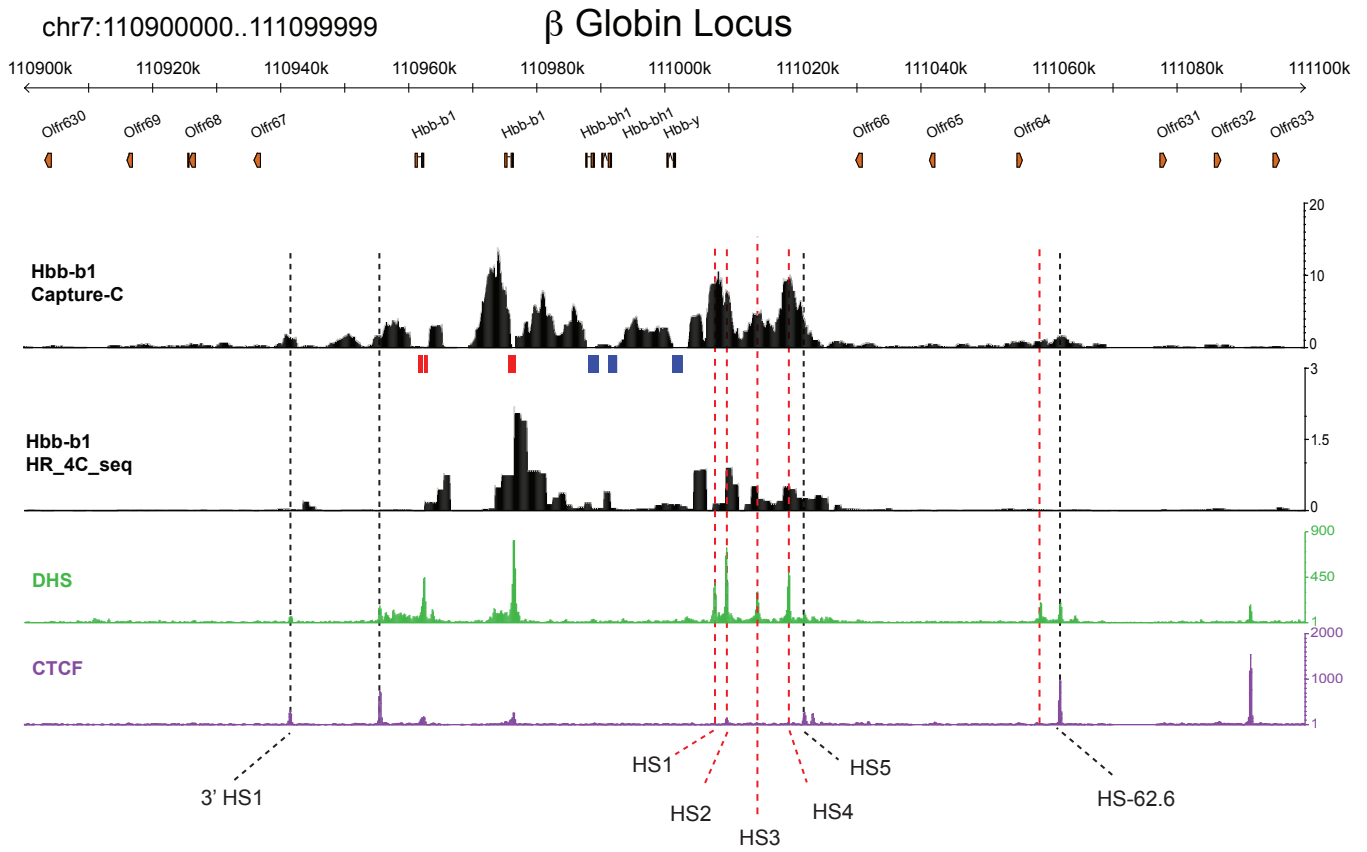 chr7:110900000..111099999
β Globin Locus
110900k 110920k 110940k 110960k 110980k 111000k 111020k 111040k 111060k 111080k 111100k
Olfr630 Olfr69 Olfr68 Olfr67 Hbb-b1 Hbb-b1 Hbb-bh1 Hbb-bh1 Hbb-y Olfr66 Olfr65 Olfr64 Olfr631 Olfr632 Olfr633
20
Hbb-b1
Capture-C
10
0
3
Hbb-b1
HR_4C_seq
1.5
0
900
DHS
450
1
2000
CTCF
1000
1
HS1
HS5
3' HS1
HS2
HS4
HS-62.6
HS3